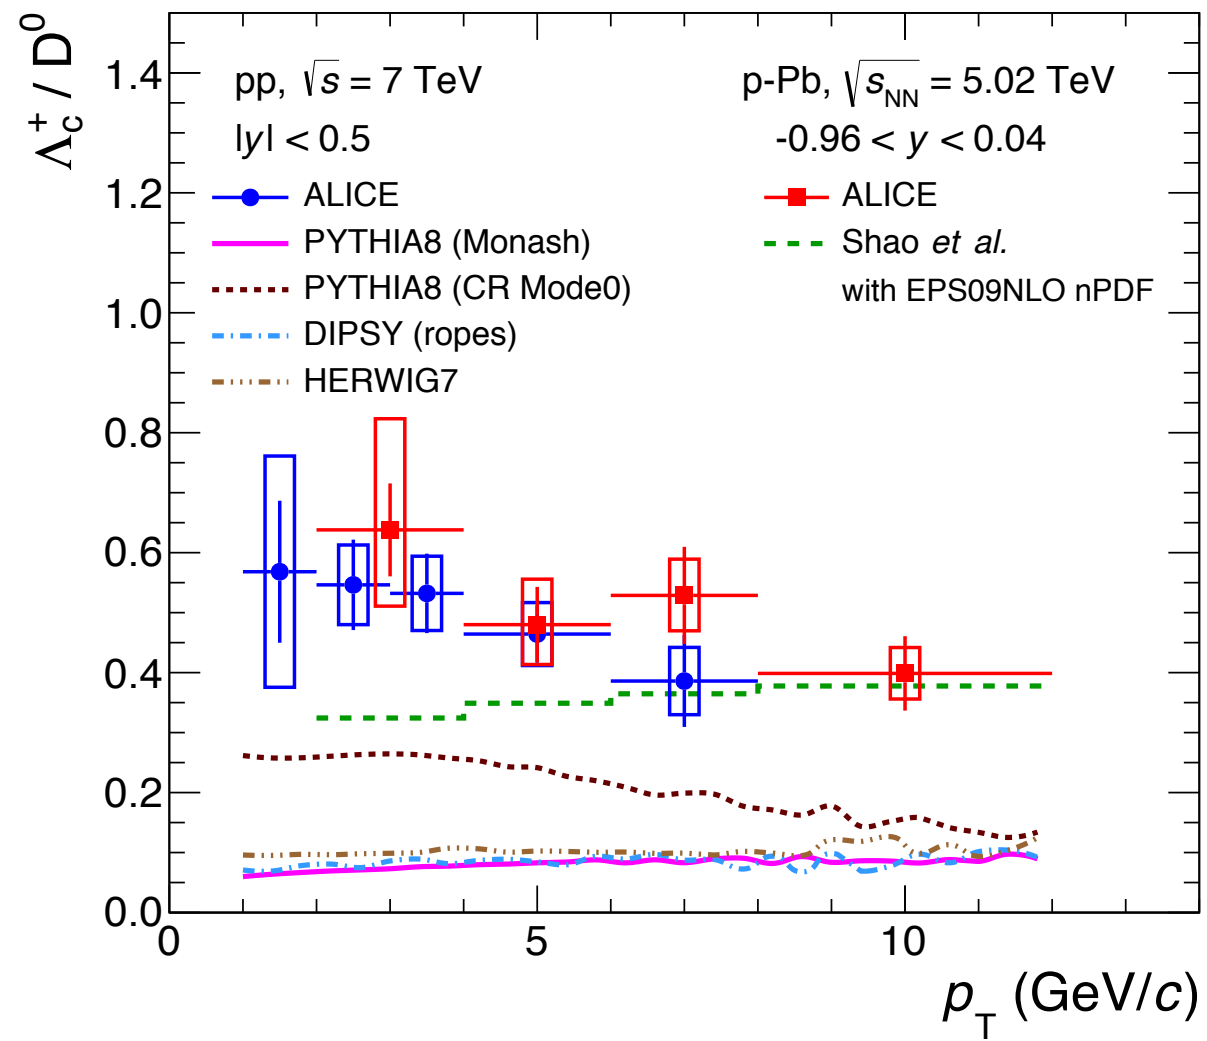 Λc+ / D0
1.4
1.2
1.0
0.8
0.6
0.4
0.2
0.0
pp, √s = 7 TeV
|y| < 0.5
ALICE
PYTHIA8 (Monash)
PYTHIA8 (CR Mode0)
DIPSY (ropes)
HERWIG7
p-Pb, √sNN = 5.02 TeV
-0.96 < y < 0.04
ALICE
Shao et al.
with EPS09NLO nPDF
0 5 10
pT (GeV/c)